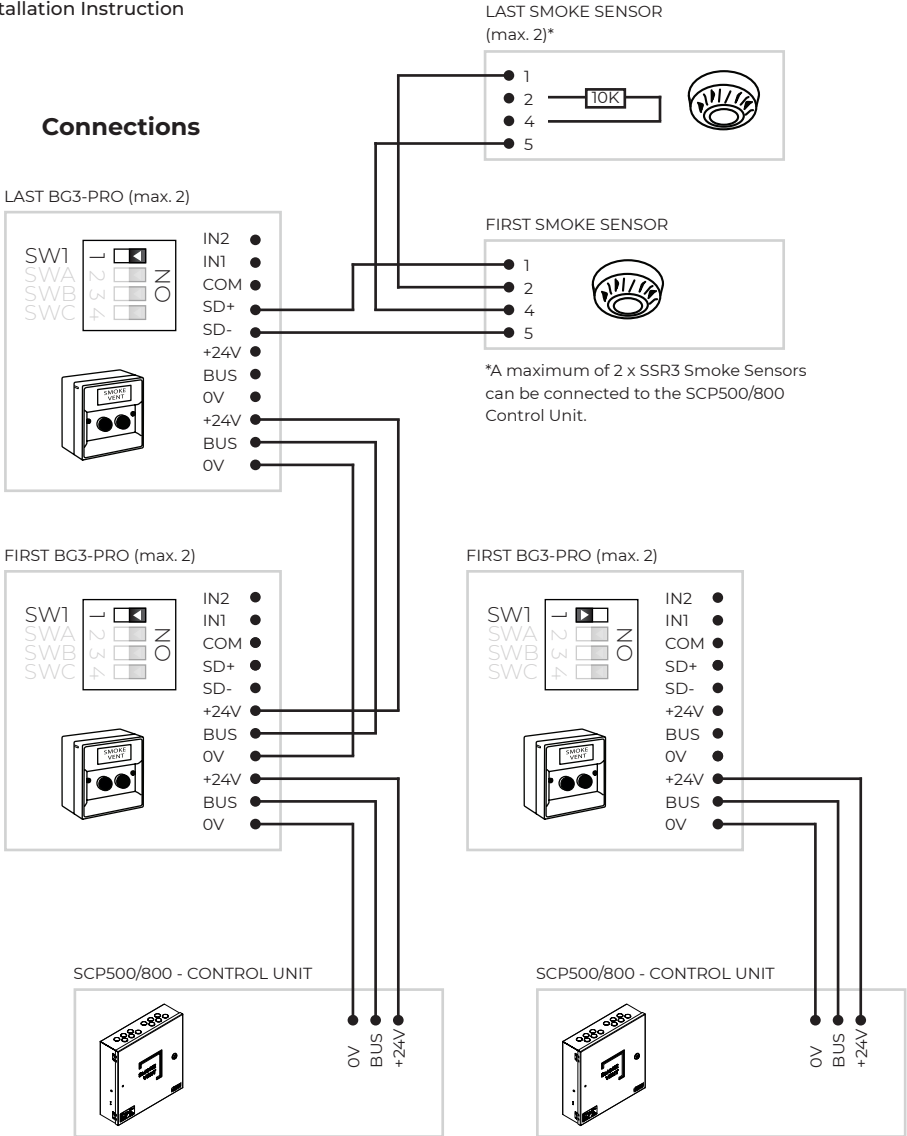 tallation Instruction
LAST SMOKE SENSOR
(max. 2)*
1
2
10K
4
5
Connections
LAST BG3-PRO (max. 2)
SW1
SWA
SWB
SWC
1
2
3
4
NO
IN2
IN1
COM
SD+
SD-
+24V
BUS
0V
+24V
BUS
0V
SMOKE
VENT
FIRST SMOKE SENSOR
1
2
4
5
*A maximum of 2 x SSR3 Smoke Sensors
can be connected to the SCP500/800
Control Unit.
FIRST BG3-PRO (max. 2)
SW1
SWA
SWB
SWC
1
2
3
4
NO
IN2
IN1
COM
SD+
SD-
+24V
BUS
0V
+24V
BUS
0V
SMOKE
VENT
FIRST BG3-PRO (max. 2)
SW1
SWA
SWB
SWC
1
2
3
4
NO
IN2
IN1
COM
SD+
SD-
+24V
BUS
0V
+24V
BUS
0V
SMOKE
VENT
SCP500/800 - CONTROL UNIT
0V
BUS
+24V
SCP500/800 - CONTROL UNIT
0V
BUS
+24V